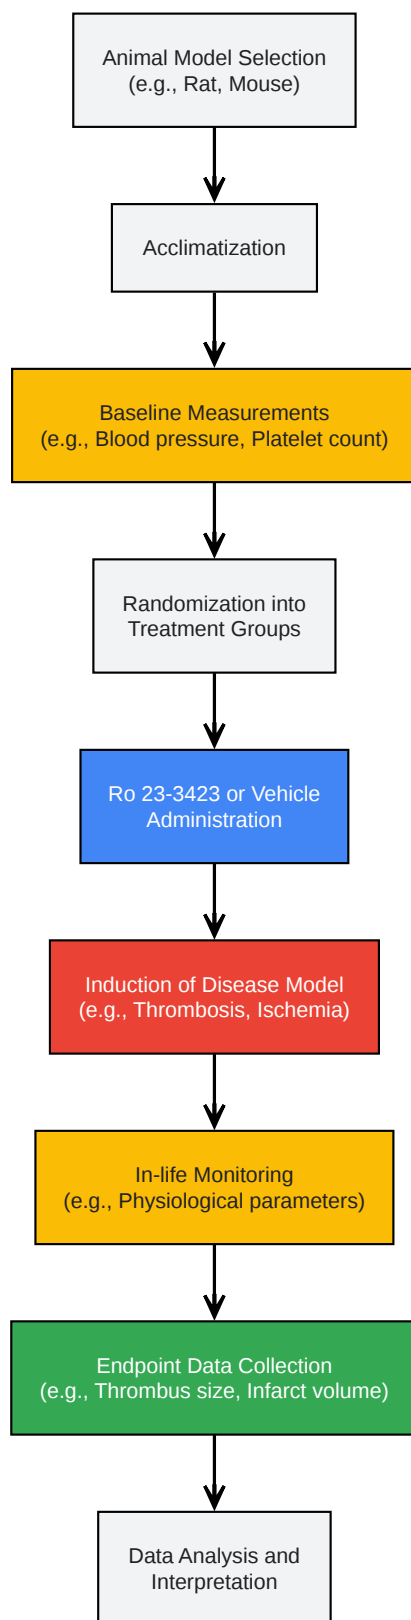 Animal Model Selection
(e.g., Rat, Mouse)
Acclimatization
Baseline Measurements
(e.g., Blood pressure, Platelet count)
Randomization into
Treatment Groups
Ro 23-3423 or Vehicle
Administration
Induction of Disease Model
(e.g., Thrombosis, Ischemia)
In-life Monitoring
(e.g., Physiological parameters)
Endpoint Data Collection
(e.g., Thrombus size, Infarct volume)
Data Analysis and
Interpretation